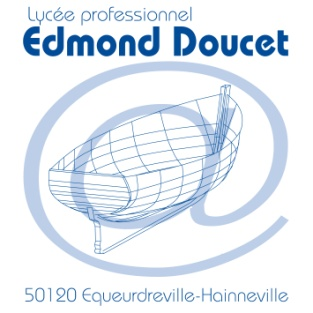 Lycée professionnel
Edmond Doucet
@
50120 Equeurdreville-Hainneville